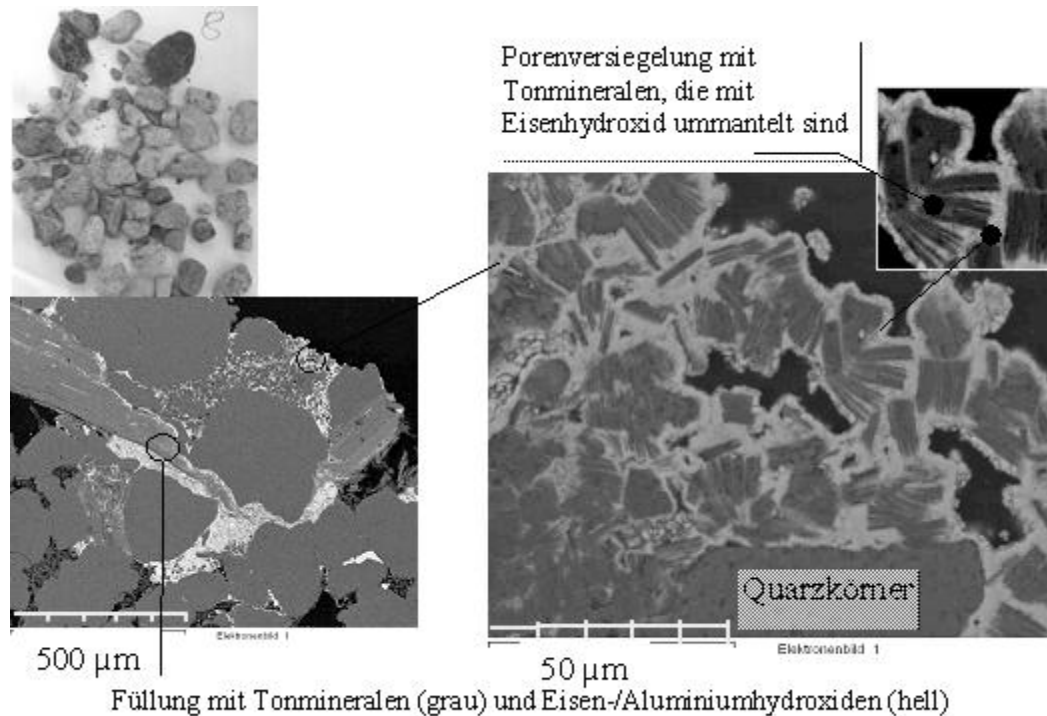 8
Porenversiegelung mit
Tonmineralen, die mit
Eisenhydroxid ummantelt sind
Quarzkörner
Elektronenbild 1
500 µm
Elektronenbild 1
50 µm
Füllung mit Tonmineralen (grau) und Eisen-/Aluminiumhydroxiden (hell)